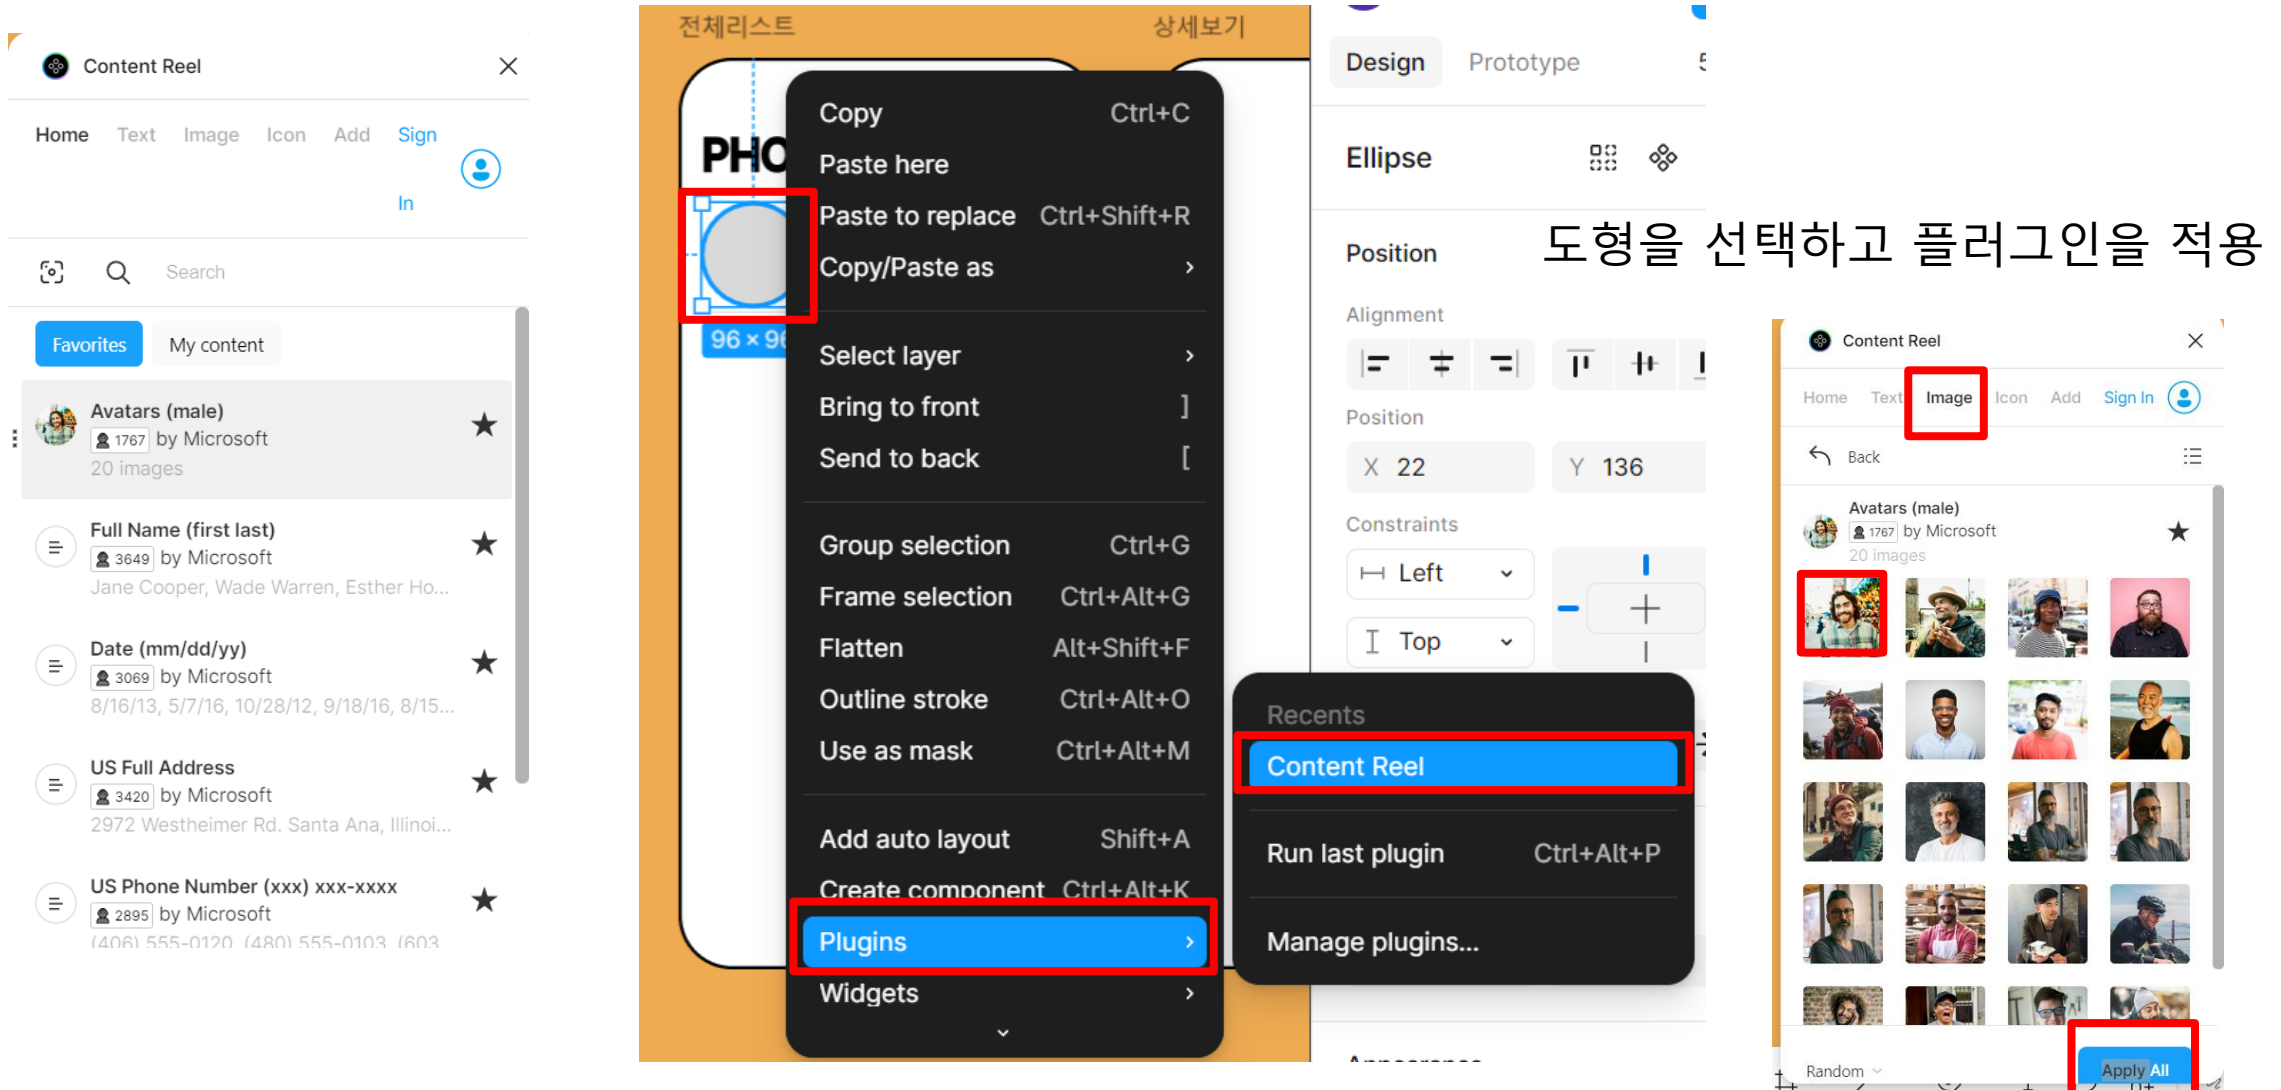 Content Reel
Home Text Image Icon Add Sign In
Search
Favorites My content
Avatars (male)
1767 by Microsoft
20 images
Full Name (first last)
3649 by Microsoft
Jane Cooper, Wade Warren, Esther Ho...
Date (mm/dd/yy)
3069 by Microsoft
8/16/13, 5/7/16, 10/28/12, 9/18/16, 8/15...
US Full Address
3420 by Microsoft
2972 Westheimer Rd. Santa Ana, Illinoi...
US Phone Number (xxx) xxx-xxxx
2895 by Microsoft
(406) 555-0120, (480) 555-0103, (603
전체리스트 상세보기
PHO
96 × 96
Copy Ctrl+C
Paste here
Paste to replace Ctrl+Shift+R
Copy/Paste as
Select layer
Bring to front ]
Send to back [
Group selection Ctrl+G
Frame selection Ctrl+Alt+G
Flatten Alt+Shift+F
Outline stroke Ctrl+Alt+O
Use as mask Ctrl+Alt+M
Add auto layout Shift+A
Create component Ctrl+Alt+K
Plugins
Widgets
Recents
Content Reel
Run last plugin Ctrl+Alt+P
Manage plugins...
Design Prototype
Ellipse
Position
Alignment
Position
X 22 Y 136
Constraints
Left
Top
Appearance
도형을 선택하고 플러그인을 적용
Content Reel
Home Text Image Icon Add Sign In
Back
Avatars (male)
1767 by Microsoft
20 images
Random Apply All